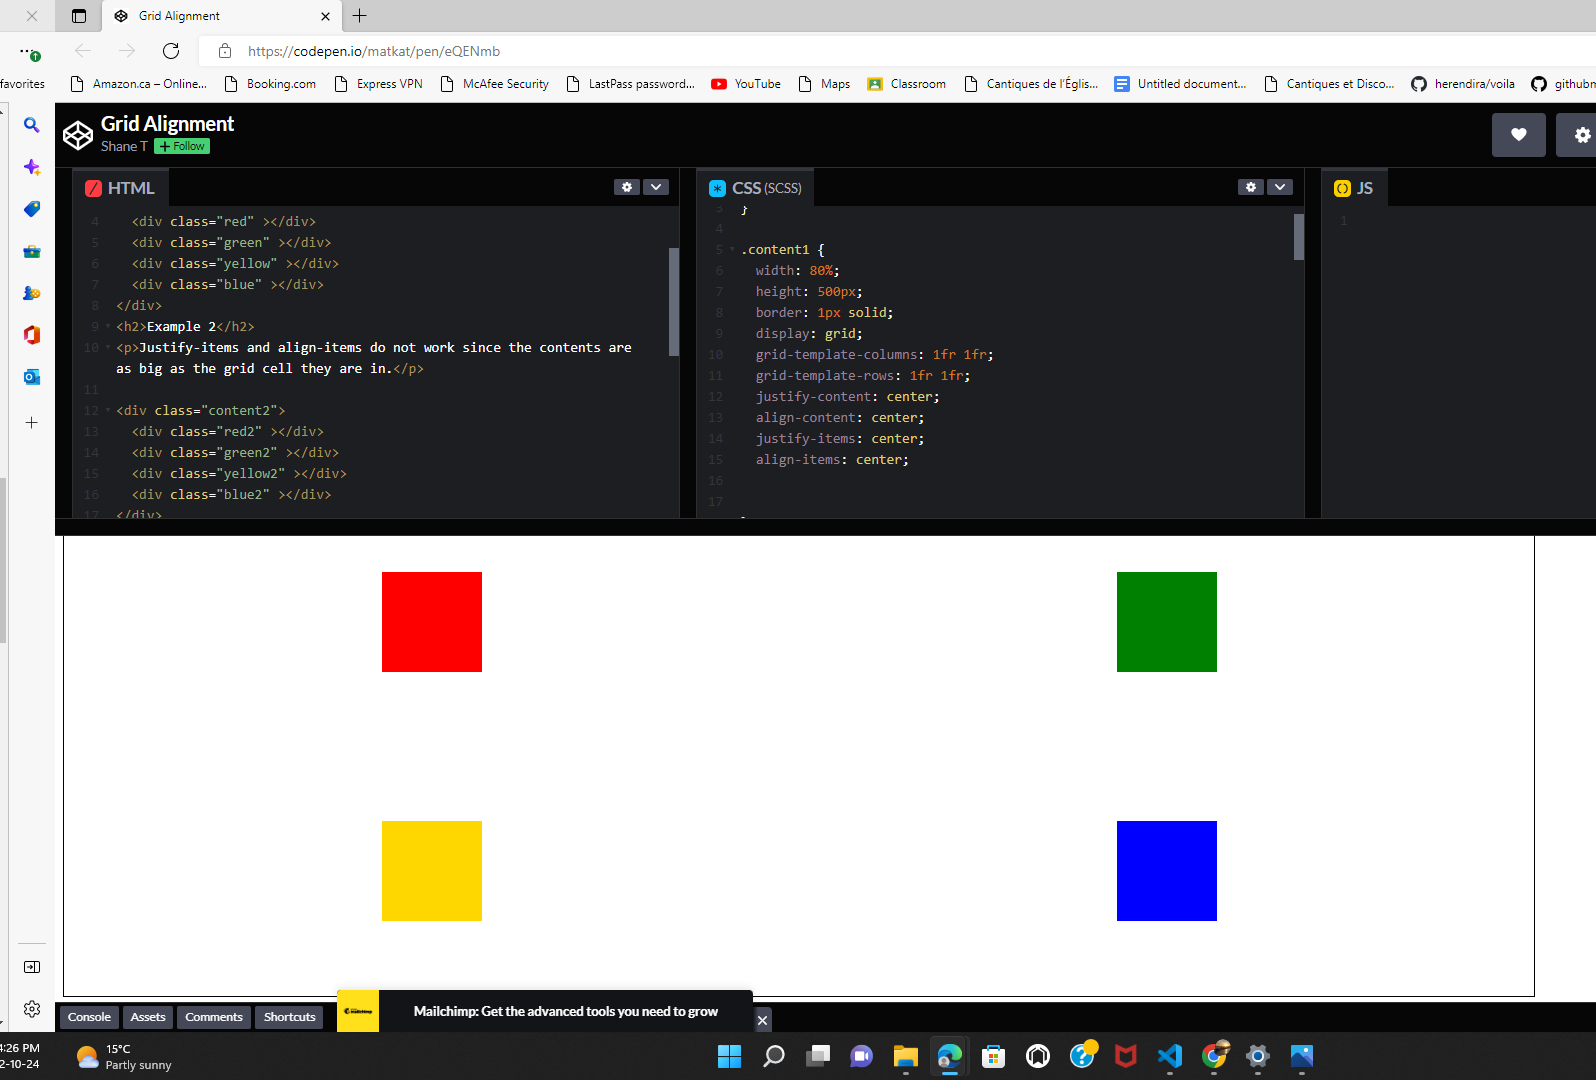 Grid Alignment
https://codepen.io/matkat/pen/eQENmb
favorites
Amazon.ca – Online...
Booking.com
Express VPN
McAfee Security
LastPass password...
YouTube
Maps
Classroom
Cantiques de l'Églis...
Untitled document...
Cantiques et Disco...
herendira/voila
Grid Alignment
Shane T + Follow
HTML
4 <div class="red" ></div>
5 <div class="green" ></div>
6 <div class="yellow" ></div>
7 <div class="blue" ></div>
8 </div>
9 <h2>Example 2</h2>
10 <p>Justify-items and align-items do not work since the contents are
as big as the grid cell they are in.</p>
11
12 <div class="content2">
13 <div class="red2" ></div>
14 <div class="green2" ></div>
15 <div class="yellow2" ></div>
16 <div class="blue2" ></div>
17 </div>
CSS (SCSS)
3 }
4
5 .content1 {
6 width: 80%;
7 height: 500px;
8 border: 1px solid;
9 display: grid;
10 grid-template-columns: 1fr 1fr;
11 grid-template-rows: 1fr 1fr;
12 justify-content: center;
13 align-content: center;
14 justify-items: center;
15 align-items: center;
16
17
JS
1
Console
Assets
Comments
Shortcuts
Mailchimp: Get the advanced tools you need to grow
4:26 PM
2-10-24
15°C
Partly sunny